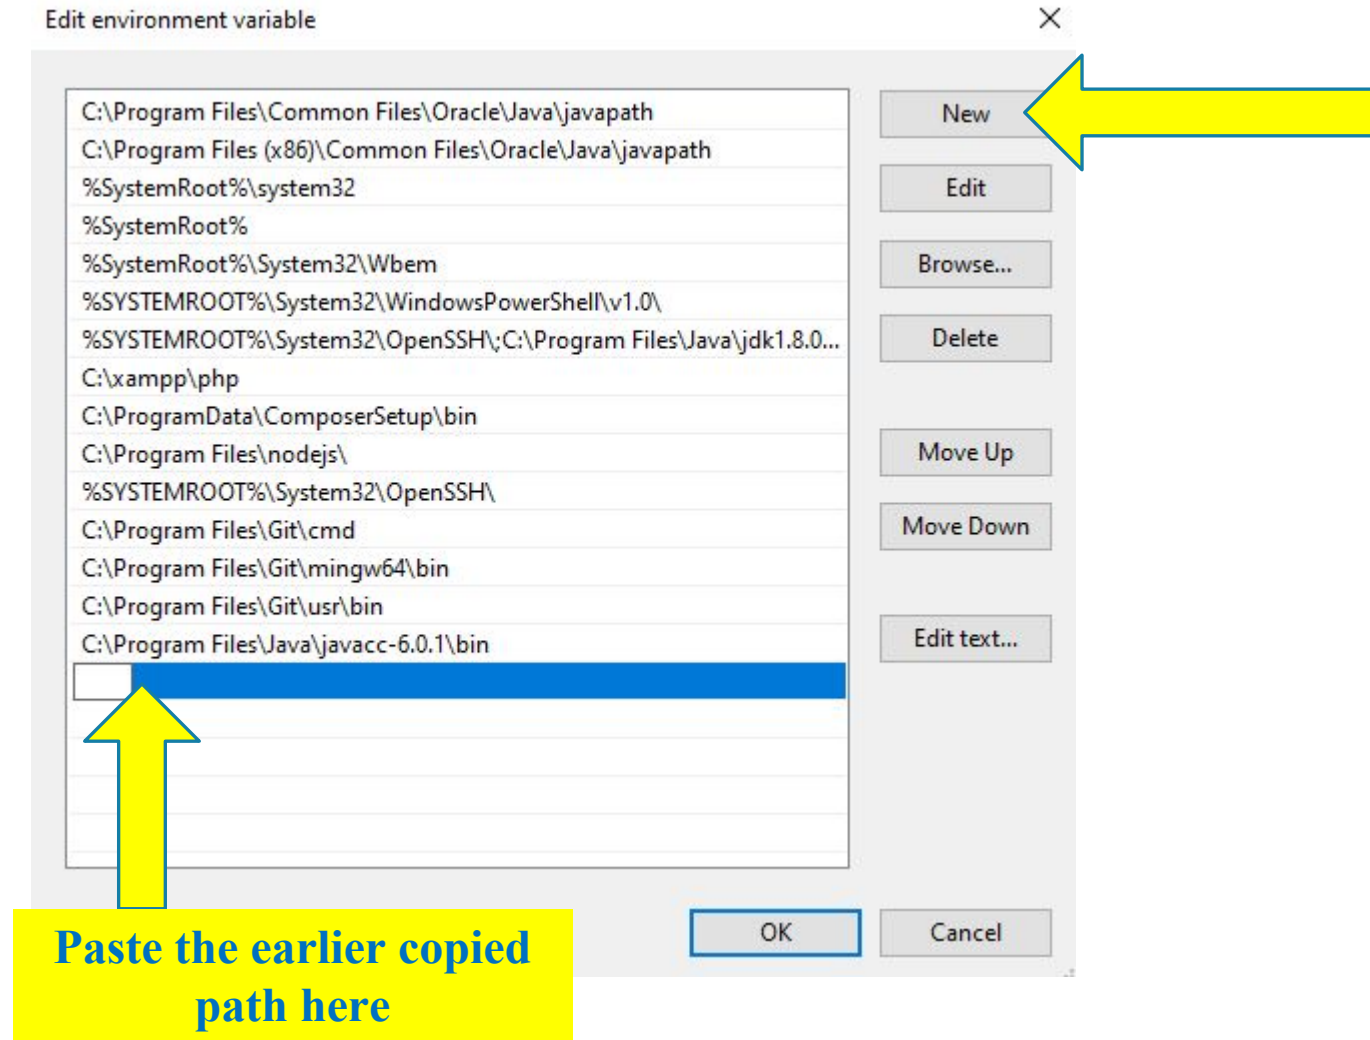 Edit environment variable
C:\Program Files\Common Files\Oracle\Java\javapath
C:\Program Files (x86)\Common Files\Oracle\Java\javapath
%SystemRoot%\system32
%SystemRoot%
%SystemRoot%\System32\Wbem
%SYSTEMROOT%\System32\WindowsPowerShell\v1.0\
%SYSTEMROOT%\System32\OpenSSH\;C:\Program Files\Java\jdk1.8.0...
C:\xampp\php
C:\ProgramData\ComposerSetup\bin
C:\Program Files\nodejs\
%SYSTEMROOT%\System32\OpenSSH\
C:\Program Files\Git\cmd
C:\Program Files\Git\mingw64\bin
C:\Program Files\Git\usr\bin
C:\Program Files\Java\javacc-6.0.1\bin
New
Edit
Browse...
Delete
Move Up
Move Down
Edit text...
OK
Cancel
Paste the earlier copied
path here